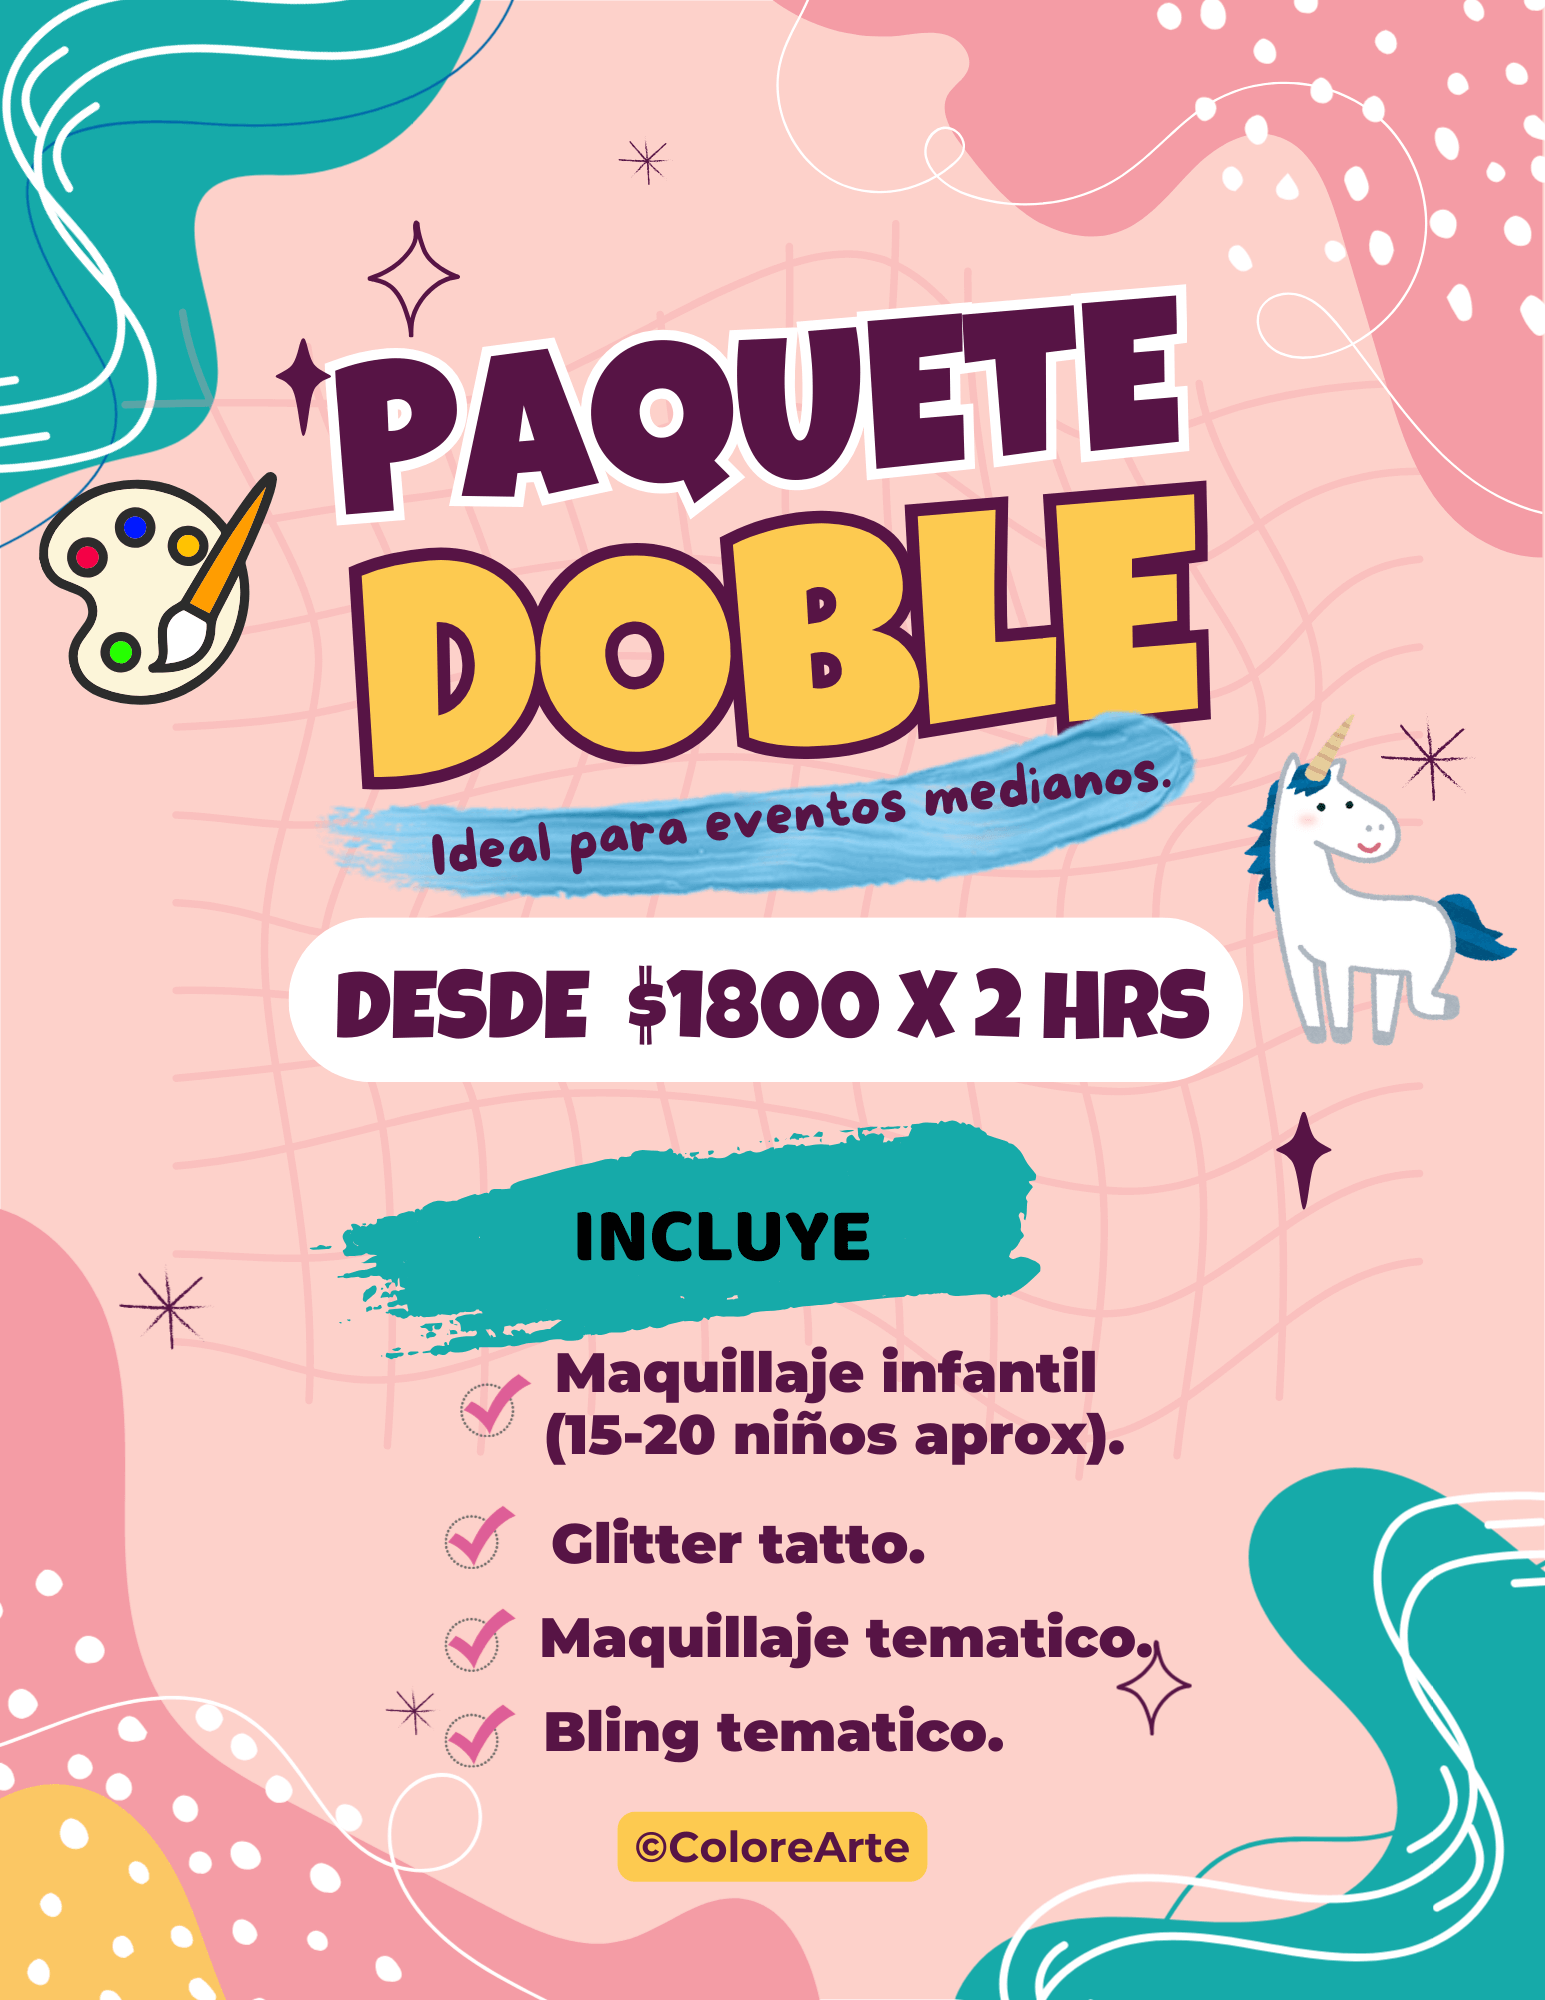 PAQUETE
DOBLE
Ideal para eventos medianos.
DESDE $1800 X 2 HRS
INCLUYE
Maquillaje infantil
(15-20 niños aprox).
Glitter tatto.
Maquillaje tematico.
Bling tematico.
©ColoreArte